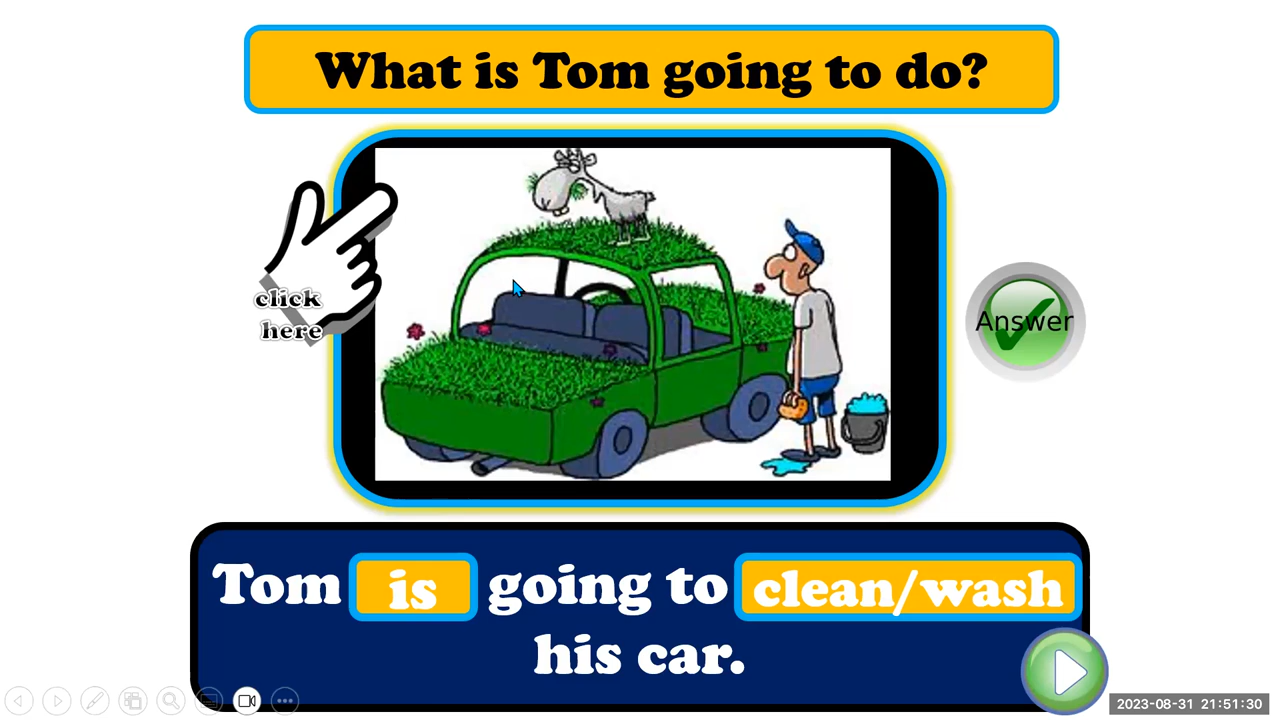 What is Tom going to do?
click
here
Answer
Tom is going to clean/wash
his car.
2023-08-31 21:51:30